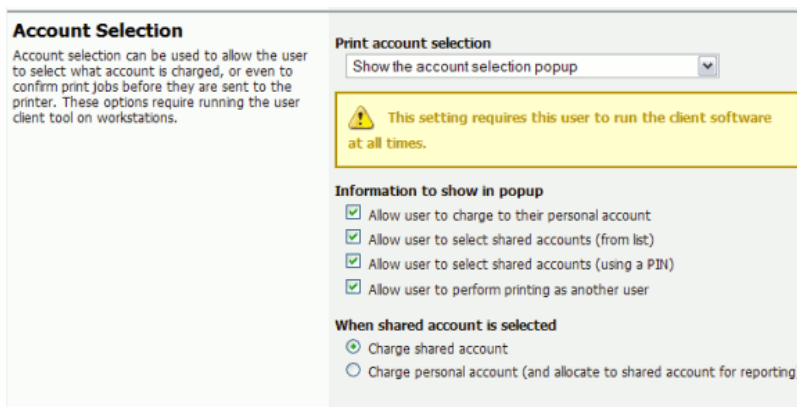 Account Selection
Account selection can be used to allow the user
to select what account is charged, or even to
confirm print jobs before they are sent to the
printer. These options require running the user
client tool on workstations.
Print account selection
Show the account selection popup
This setting requires this user to run the client software
at all times.
Information to show in popup
Allow user to charge to their personal account
Allow user to select shared accounts (from list)
Allow user to select shared accounts (using a PIN)
Allow user to perform printing as another user
When shared account is selected
Charge shared account
Charge personal account (and allocate to shared account for reporting